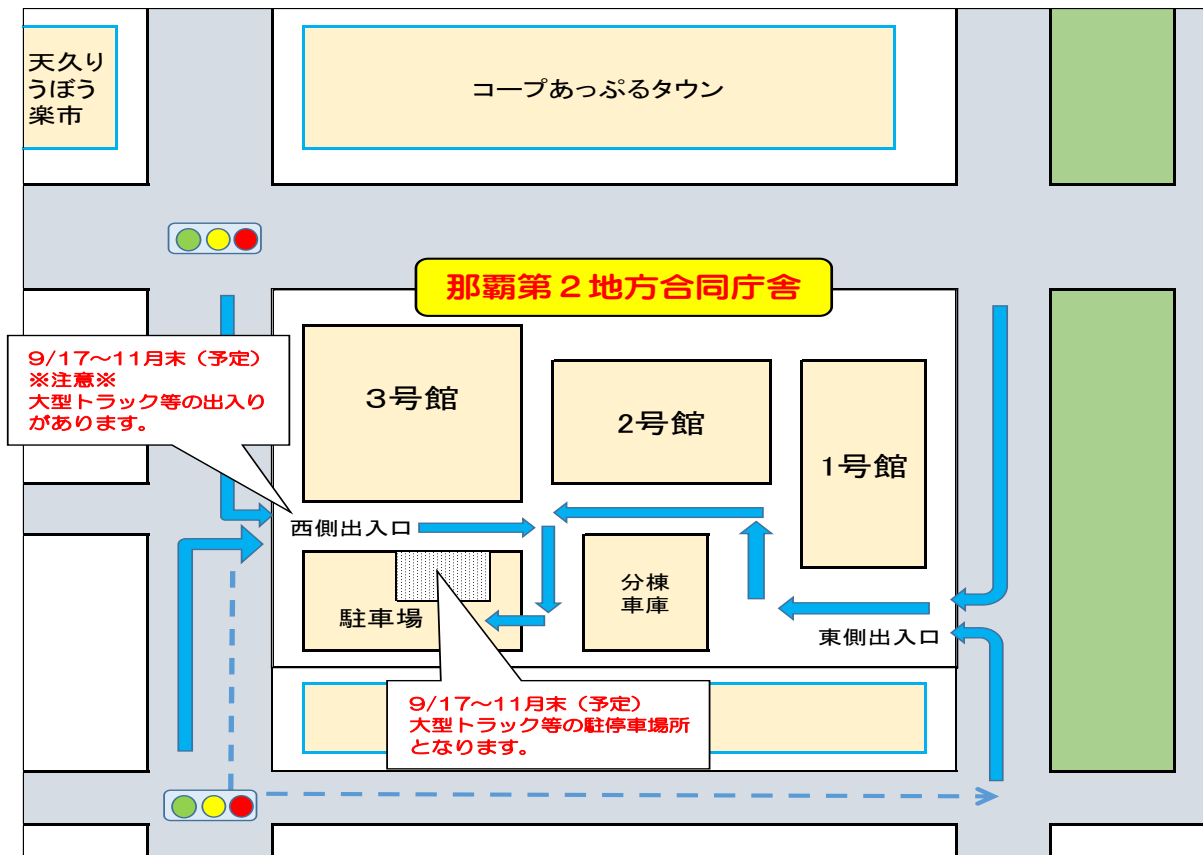 天久り
うぼう
楽市
コープあっぷるタウン
那覇第２地方合同庁舎
9/17～11月末（予定）
※注意※
大型トラック等の出入り
があります。
３号館
２号館
１号館
西側出入口
駐車場
分棟
車庫
東側出入口
9/17～11月末（予定）
大型トラック等の駐停車場所
となります。